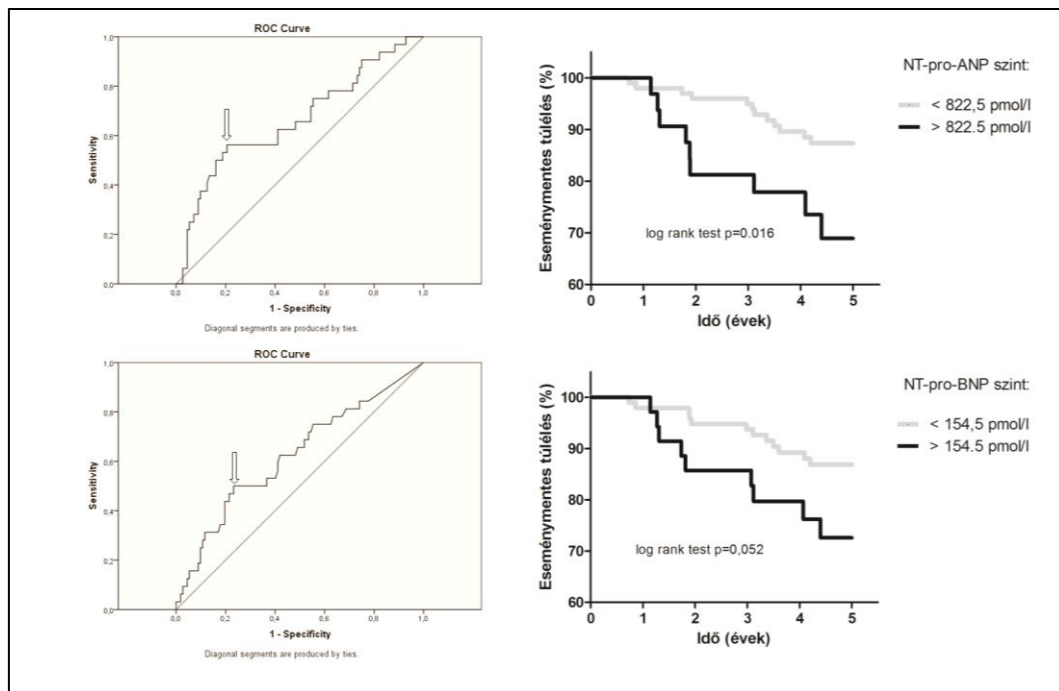 ROC Curve
Sensitivity
1,0
0,8
0,6
0,4
0,2
0,0
0,0 0,2 0,4 0,6 0,8 1,0
1 - Specificity
Diagonal segments are produced by ties.
Eseménymentes túlélés (%)
100
90
80
70
60
log rank test p=0.016
0 1 2 3 4 5
Idő (évek)
NT-pro-ANP szint:
< 822,5 pmol/l
> 822.5 pmol/l
ROC Curve
Sensitivity
1,0
0,8
0,6
0,4
0,2
0,0
0,0 0,2 0,4 0,6 0,8 1,0
1 - Specificity
Diagonal segments are produced by ties.
Eseménymentes túlélés (%)
100
90
80
70
60
log rank test p=0,052
0 1 2 3 4 5
Idő (évek)
NT-pro-BNP szint:
< 154,5 pmol/l
> 154.5 pmol/l